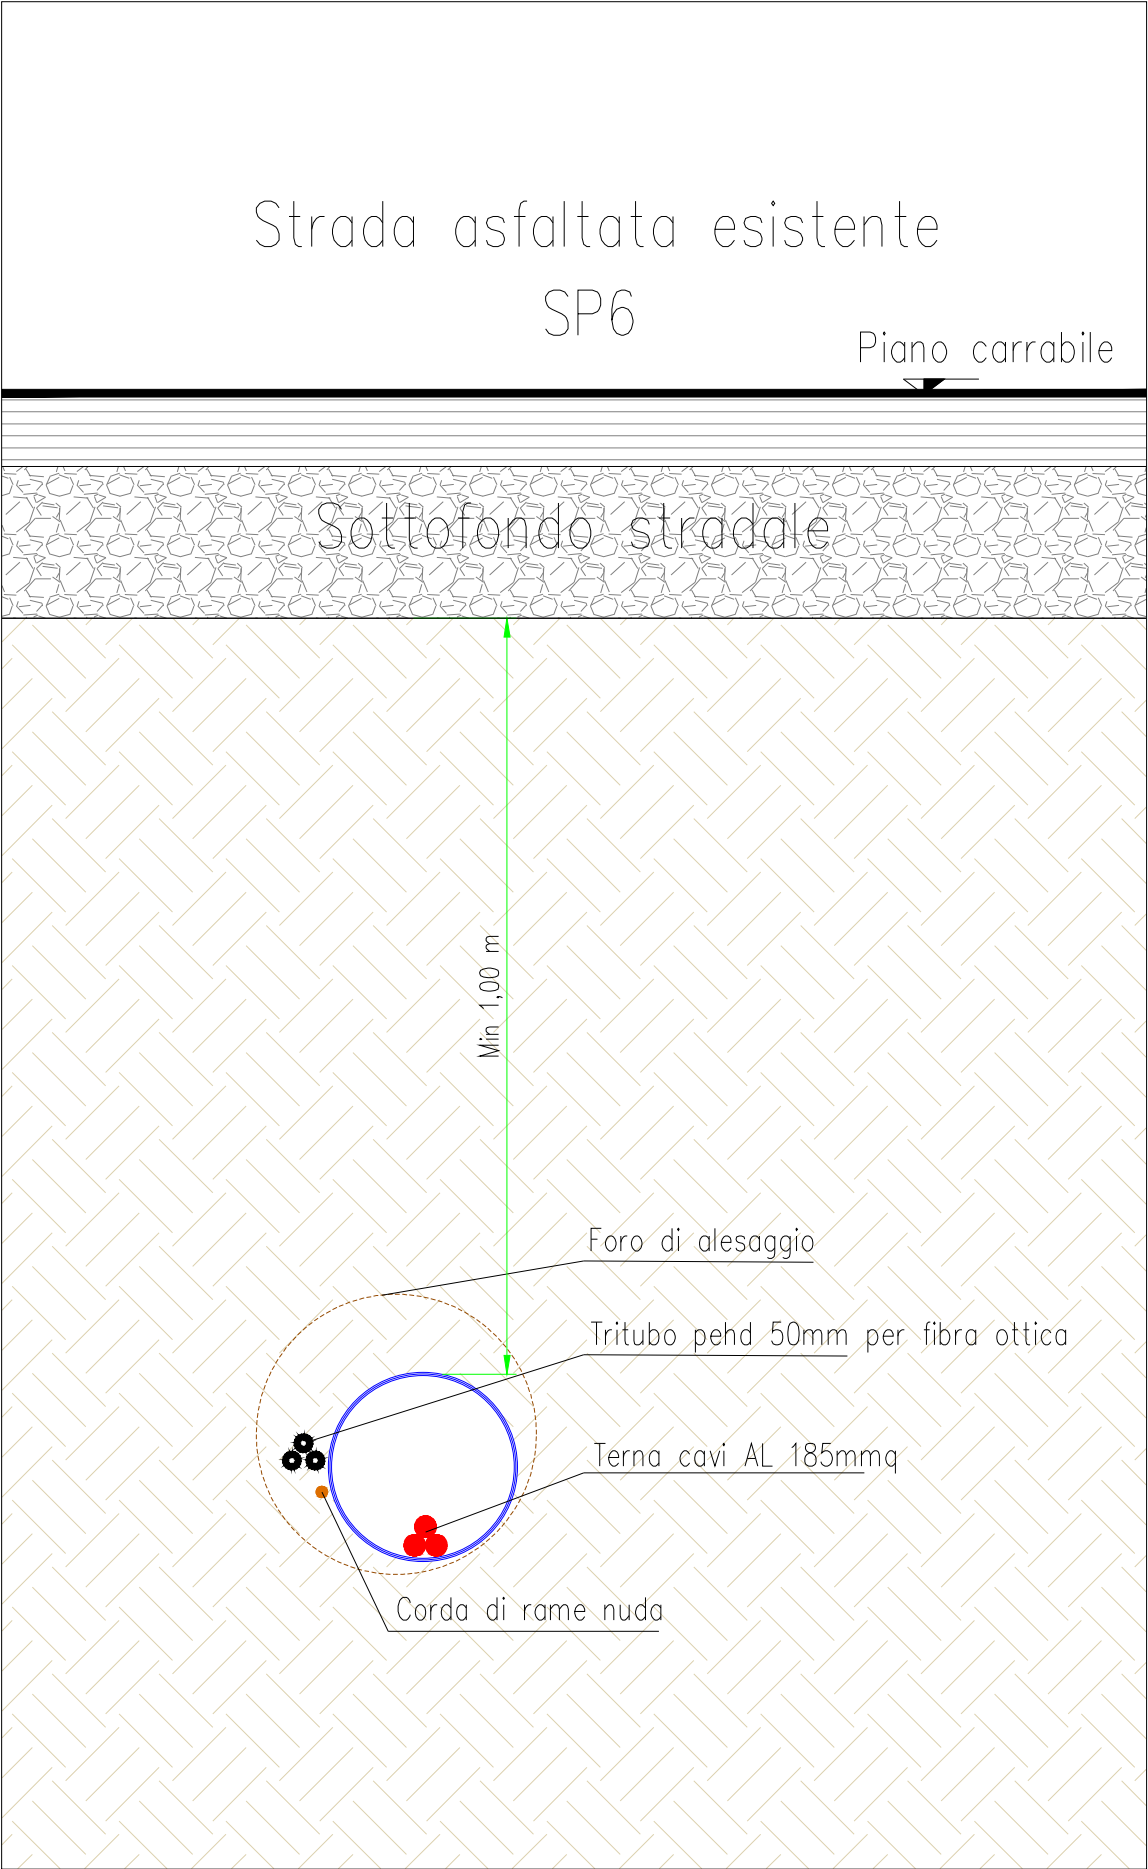 Strada asfaltata esistente
SP6
Piano carrabile
Sottofondo stradale
Min 1,00 m
Foro di alesaggio
Tritubo pehd 50mm per fibra ottica
Terna cavi AL 185mmq
Corda di rame nuda